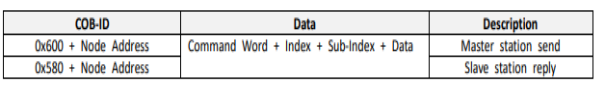 COB-ID Data Description
0x600 + Node Address Command Word + Index + Sub-Index + Data Master station send
0x580 + Node Address Slave station reply